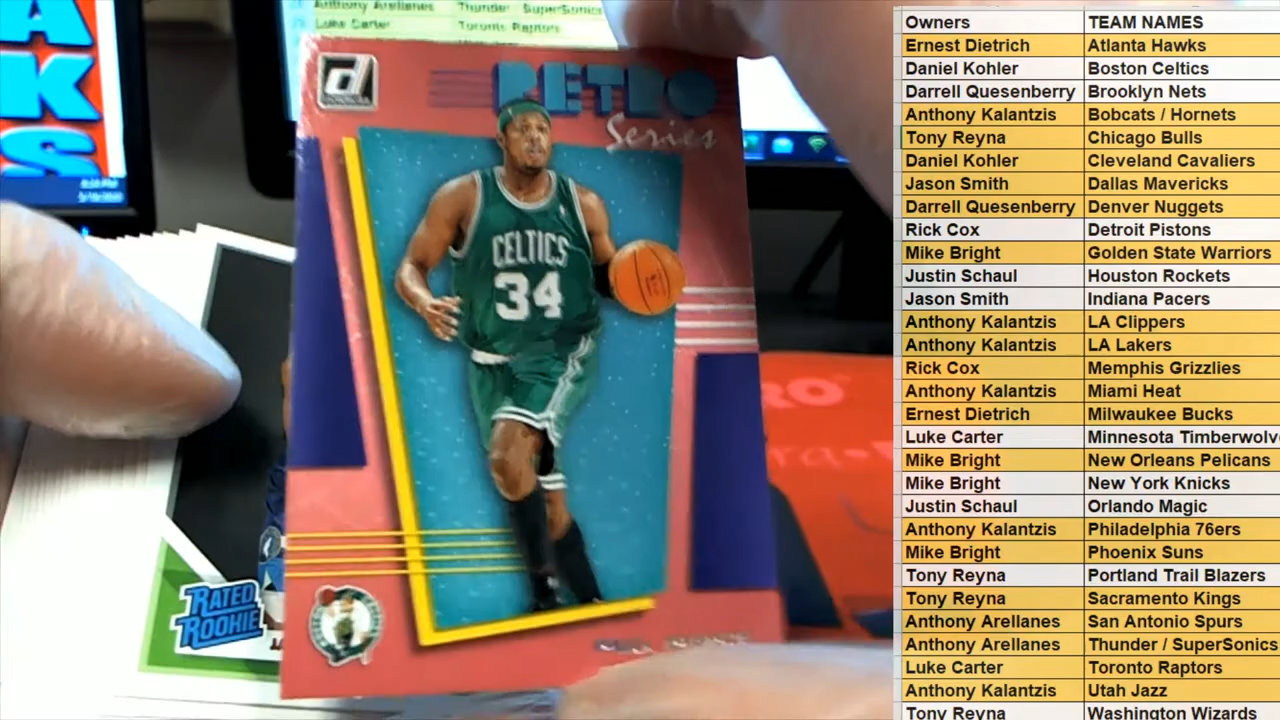 AKS
Anthony Arellanes Thunder / SuperSonics
Luke Carter Toronto Raptors
DONRUSS
RETRO
Series
CELTICS
34
RATED
ROOKIE
Owners TEAM NAMES
Ernest Dietrich Atlanta Hawks
Daniel Kohler Boston Celtics
Darrell Quesenberry Brooklyn Nets
Anthony Kalantzis Bobcats / Hornets
Tony Reyna Chicago Bulls
Daniel Kohler Cleveland Cavaliers
Jason Smith Dallas Mavericks
Darrell Quesenberry Denver Nuggets
Rick Cox Detroit Pistons
Mike Bright Golden State Warriors
Justin Schaul Houston Rockets
Jason Smith Indiana Pacers
Anthony Kalantzis LA Clippers
Anthony Kalantzis LA Lakers
Rick Cox Memphis Grizzlies
Anthony Kalantzis Miami Heat
Ernest Dietrich Milwaukee Bucks
Luke Carter Minnesota Timberwolv
Mike Bright New Orleans Pelicans
Mike Bright New York Knicks
Justin Schaul Orlando Magic
Anthony Kalantzis Philadelphia 76ers
Mike Bright Phoenix Suns
Tony Reyna Portland Trail Blazers
Tony Reyna Sacramento Kings
Anthony Arellanes San Antonio Spurs
Anthony Arellanes Thunder / SuperSonics
Luke Carter Toronto Raptors
Anthony Kalantzis Utah Jazz
Tony Reyna Washington Wizards